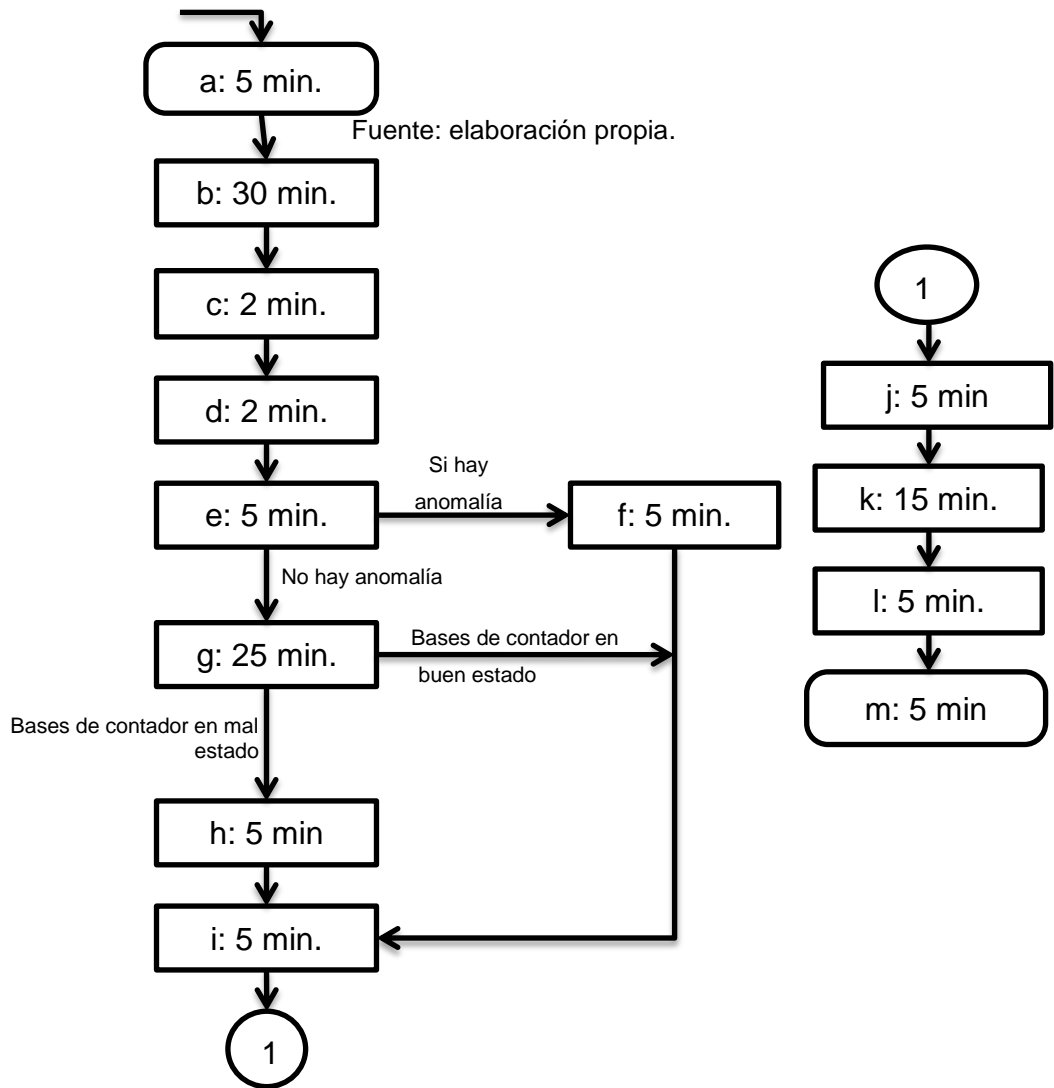 a: 5 min.
Fuente: elaboración propia.
b: 30 min.
c: 2 min.
d: 2 min.
Si hay
anomalía
e: 5 min.
f: 5 min.
No hay anomalía
g: 25 min.
Bases de contador en
buen estado
Bases de contador en mal
estado
h: 5 min
i: 5 min.
1
1
j: 5 min
k: 15 min.
l: 5 min.
m: 5 min